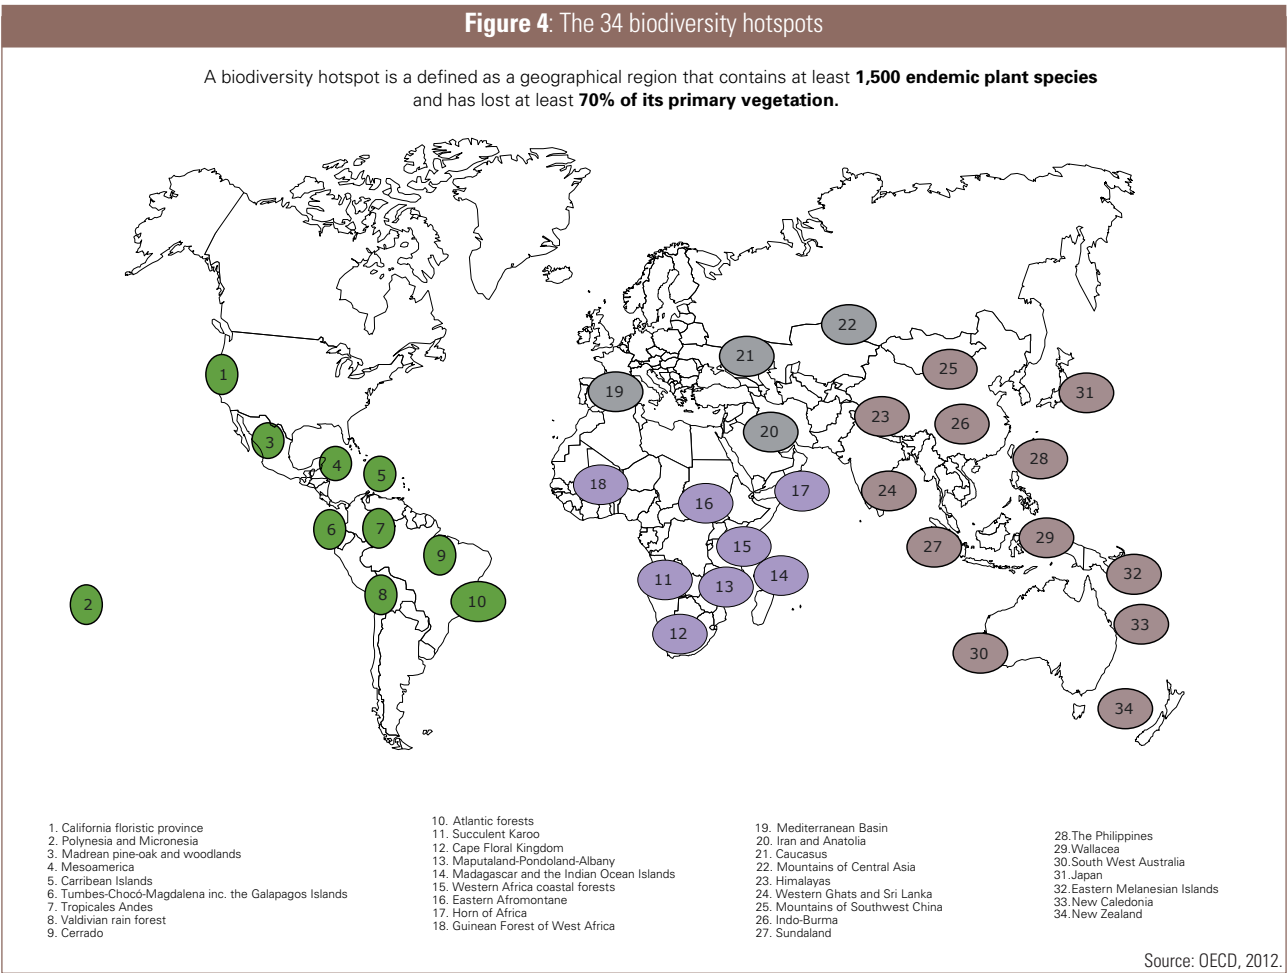 Figure 4: The 34 biodiversity hotspots
A biodiversity hotspot is a defined as a geographical region that contains at least 1,500 endemic plant species
and has lost at least 70% of its primary vegetation.
22
21
25
1
19
31
23
26
3
20
4
28
5
18
17
24
16
6
7
29
15
27
9
32
14
11
13
8
10
2
33
12
30
34
1. California floristic province
2. Polynesia and Micronesia
3. Madrean pine-oak and woodlands
4. Mesoamerica
5. Carribean Islands
6. Tumbes-Chocó-Magdalena inc. the Galapagos Islands
7. Tropicales Andes
8. Valdivian rain forest
9. Cerrado
10. Atlantic forests
11. Succulent Karoo
12. Cape Floral Kingdom
13. Maputaland-Pondoland-Albany
14. Madagascar and the Indian Ocean Islands
15. Western Africa coastal forests
16. Eastern Afromontane
17. Horn of Africa
18. Guinean Forest of West Africa
19. Mediterranean Basin
20. Iran and Anatolia
21. Caucasus
22. Mountains of Central Asia
23. Himalayas
24. Western Ghats and Sri Lanka
25. Mountains of Southwest China
26. Indo-Burma
27. Sundaland
28.The Philippines
29.Wallacea
30.South West Australia
31.Japan
32.Eastern Melanesian Islands
33.New Caledonia
34.New Zealand
Source: OECD, 2012.